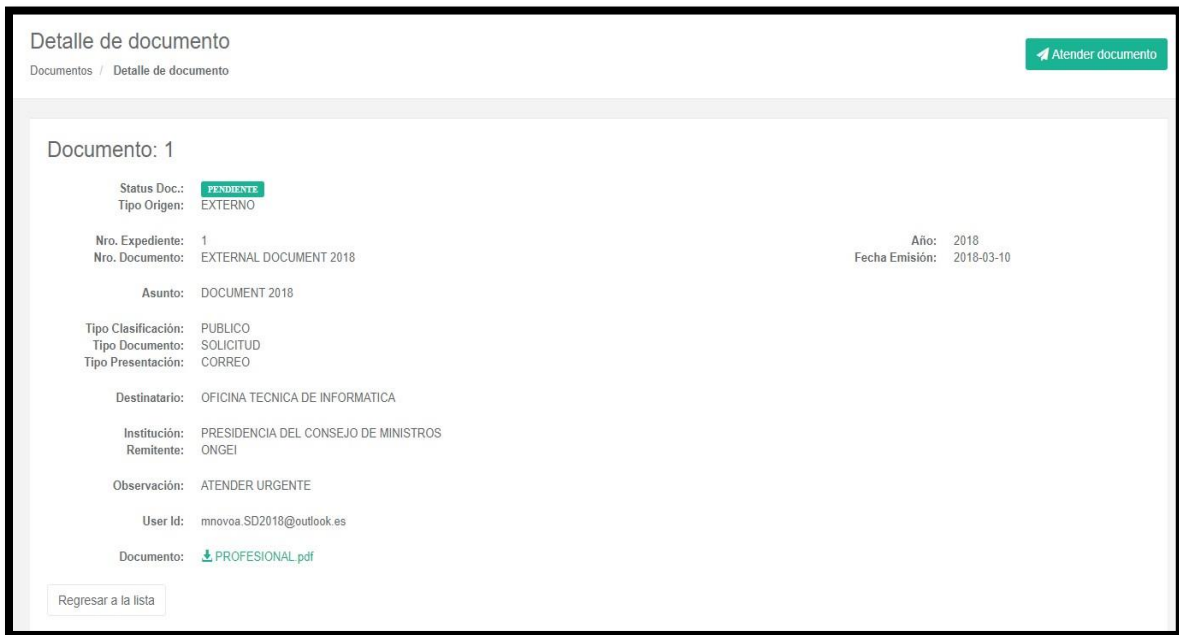 Detalle de documento
Atender documento
Documentos / Detalle de documento
Documento: 1
Status Doc.: PENDIENTE
Tipo Origen: EXTERNO
Nro. Expediente: 1 Año: 2018
Nro. Documento: EXTERNAL DOCUMENT 2018 Fecha Emisión: 2018-03-10
Asunto: DOCUMENT 2018
Tipo Clasificación: PUBLICO
Tipo Documento: SOLICITUD
Tipo Presentación: CORREO
Destinatario: OFICINA TECNICA DE INFORMATICA
Institución: PRESIDENCIA DEL CONSEJO DE MINISTROS
Remitente: ONGEI
Observación: ATENDER URGENTE
User Id: mnovoa.SD2018@outlook.es
Documento: PROFESIONAL.pdf
Regresar a la lista